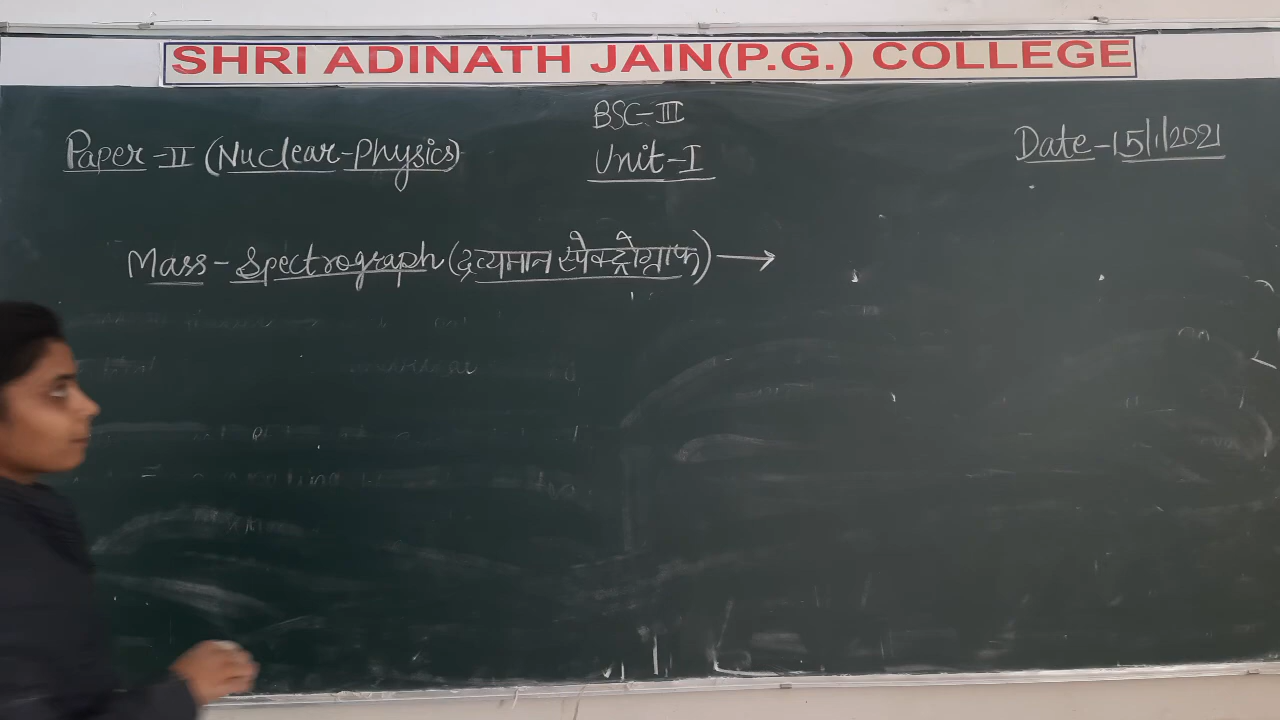 SHRI ADINATH JAIN(P.G.) COLLEGE
BSC-III
Paper-II (Nuclear-Physics)
Unit-I
Date-15/1/2021
Mass-Spectrograph (द्रव्यमान स्पेक्ट्रोग्राफ) →